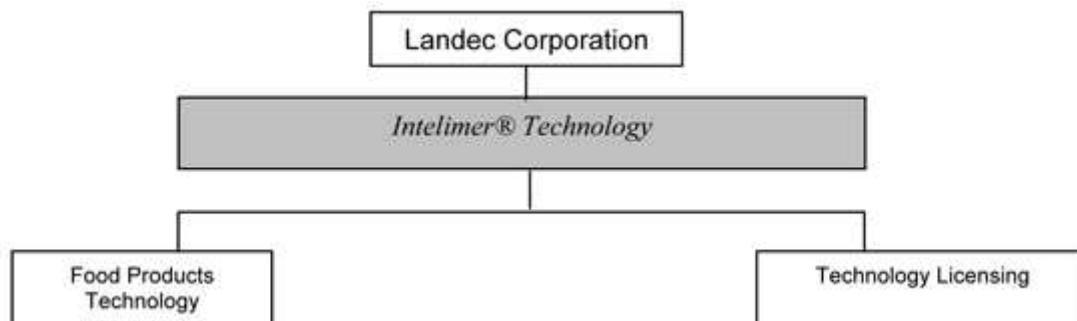 Landec Corporation
Intelimer® Technology
Food Products
Technology
Technology Licensing